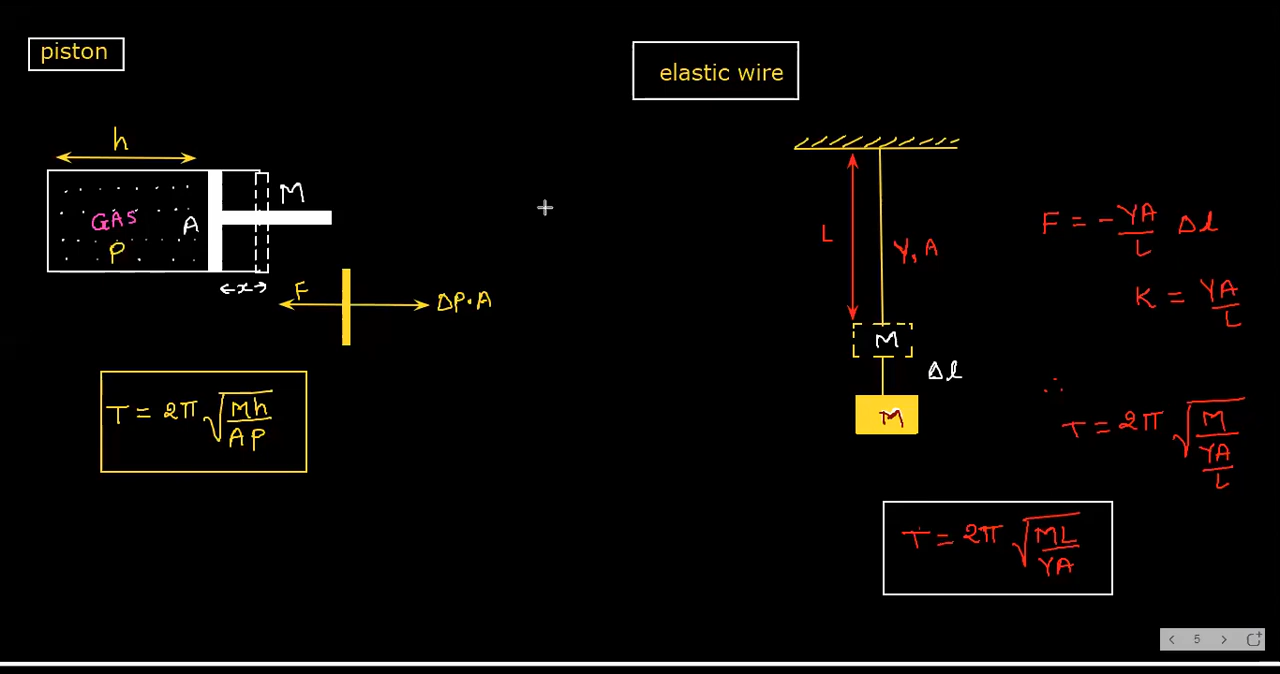 piston
h
GAS
P
A
M
x
F
ΔP·A
T = 2π √(Mh/AP)
elastic wire
L
Y, A
M
Δl
M
F = -YA/L Δl
K = YA/L
∴
T = 2π √(M/(YA/L))
T = 2π √(ML/YA)
5